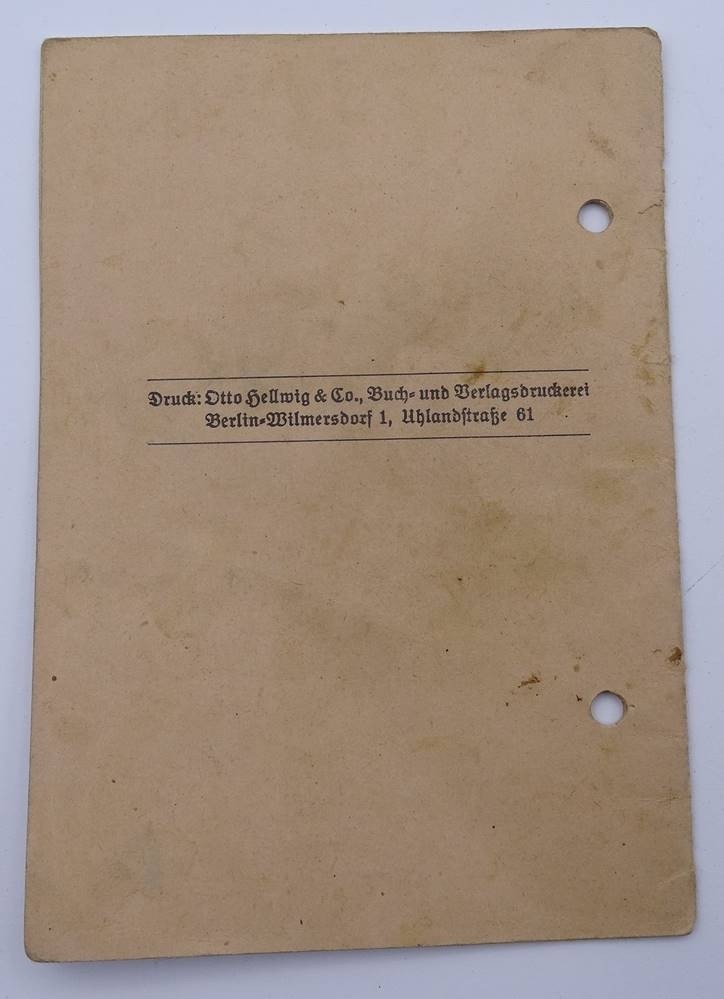 Druck: Otto Hellwig & Co., Buch- und Verlagsdruckerei
Berlin-Wilmersdorf 1, Uhlandstraße 61